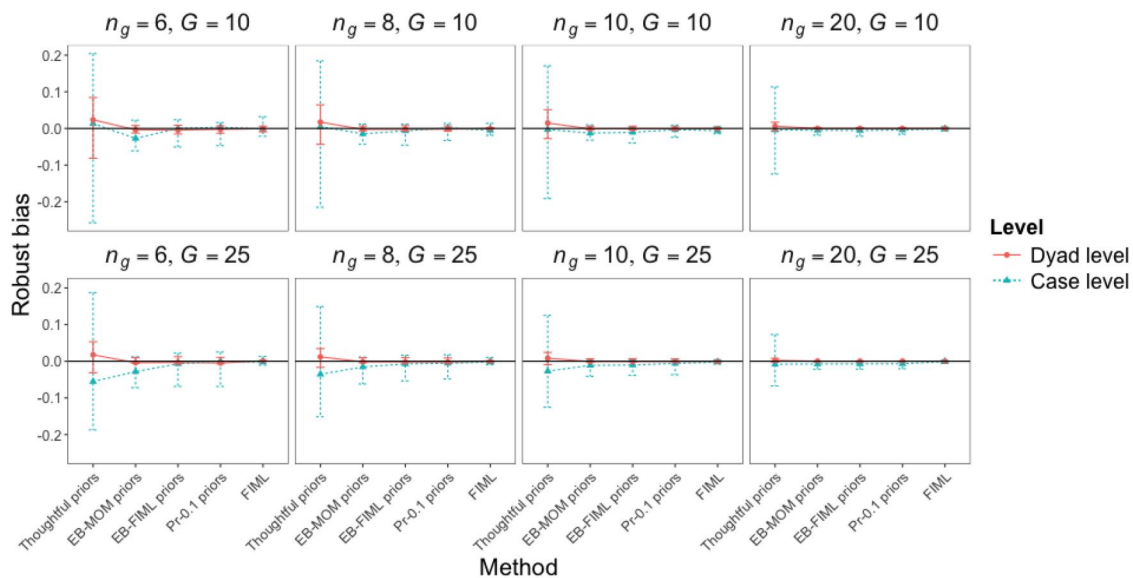 n_g = 6, G = 10
n_g = 8, G = 10
n_g = 10, G = 10
n_g = 20, G = 10
0.2
0.1
0.0
-0.1
-0.2
n_g = 6, G = 25
n_g = 8, G = 25
n_g = 10, G = 25
n_g = 20, G = 25
0.2
0.1
0.0
-0.1
-0.2
Robust bias
Thoughtful priors
EB-MOM priors
EB-FIML priors
Pr-0.1 priors
FIML
Thoughtful priors
EB-MOM priors
EB-FIML priors
Pr-0.1 priors
FIML
Thoughtful priors
EB-MOM priors
EB-FIML priors
Pr-0.1 priors
FIML
Thoughtful priors
EB-MOM priors
EB-FIML priors
Pr-0.1 priors
FIML
Method
Level
Dyad level
Case level